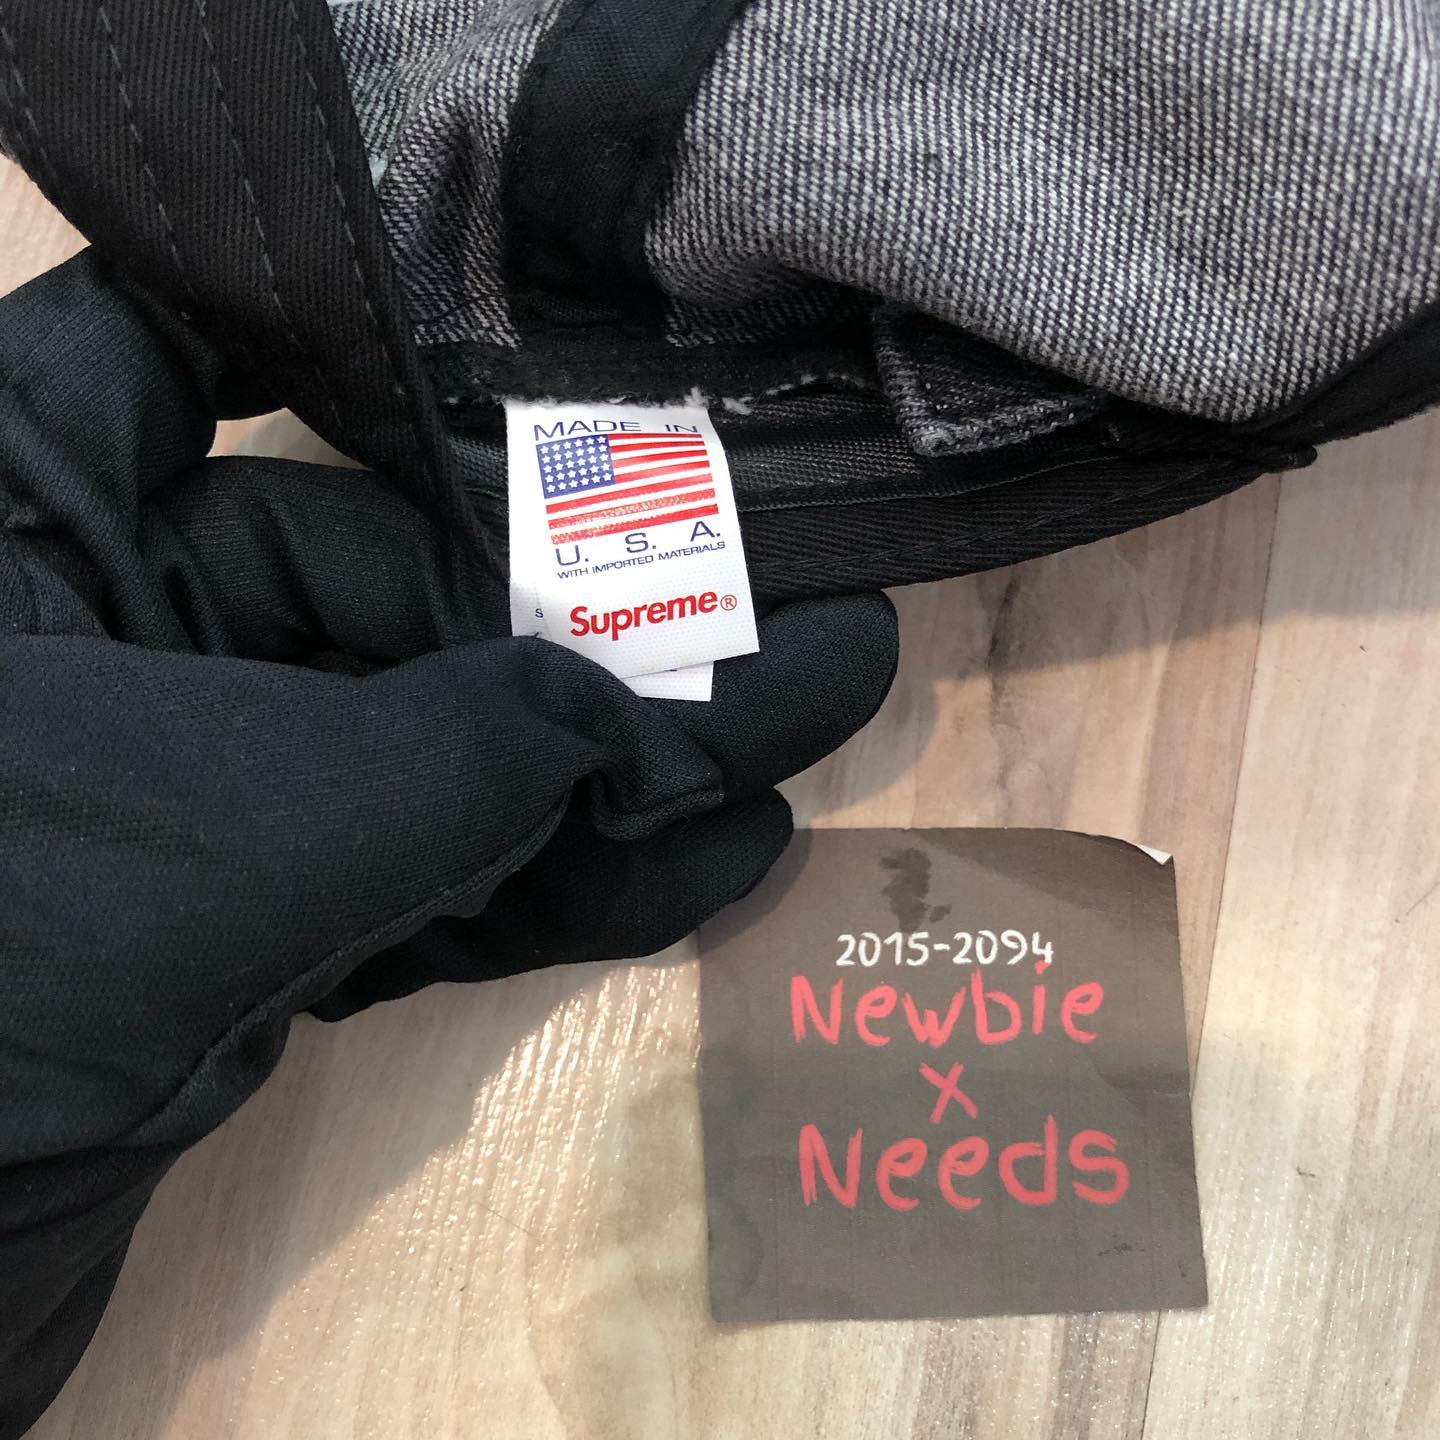 MADE IN
U. S. A.
WITH IMPORTED MATERIALS
S
Supreme®
2015-2094
Newbie
x
Needs